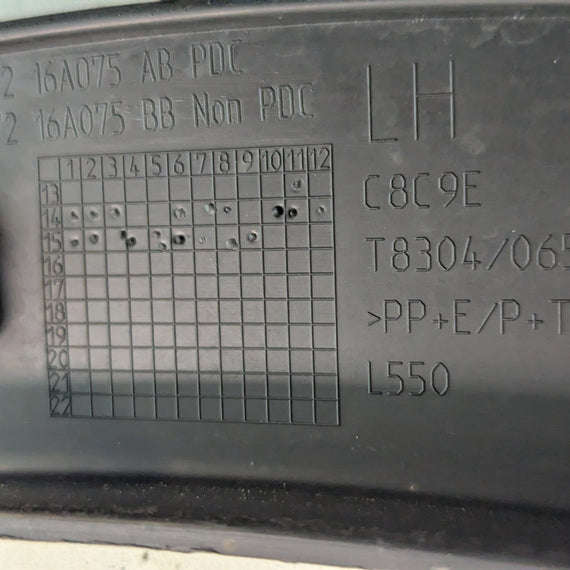 2 16A075 AB PDC
2 16A075 BB Non PDC
LH
1 2 3 4 5 6 7 8 9 10 11 12
13
14
15
16
17
18
19
20
21
22
C8C9E
T8304/065
>PP+E/P+T
L550